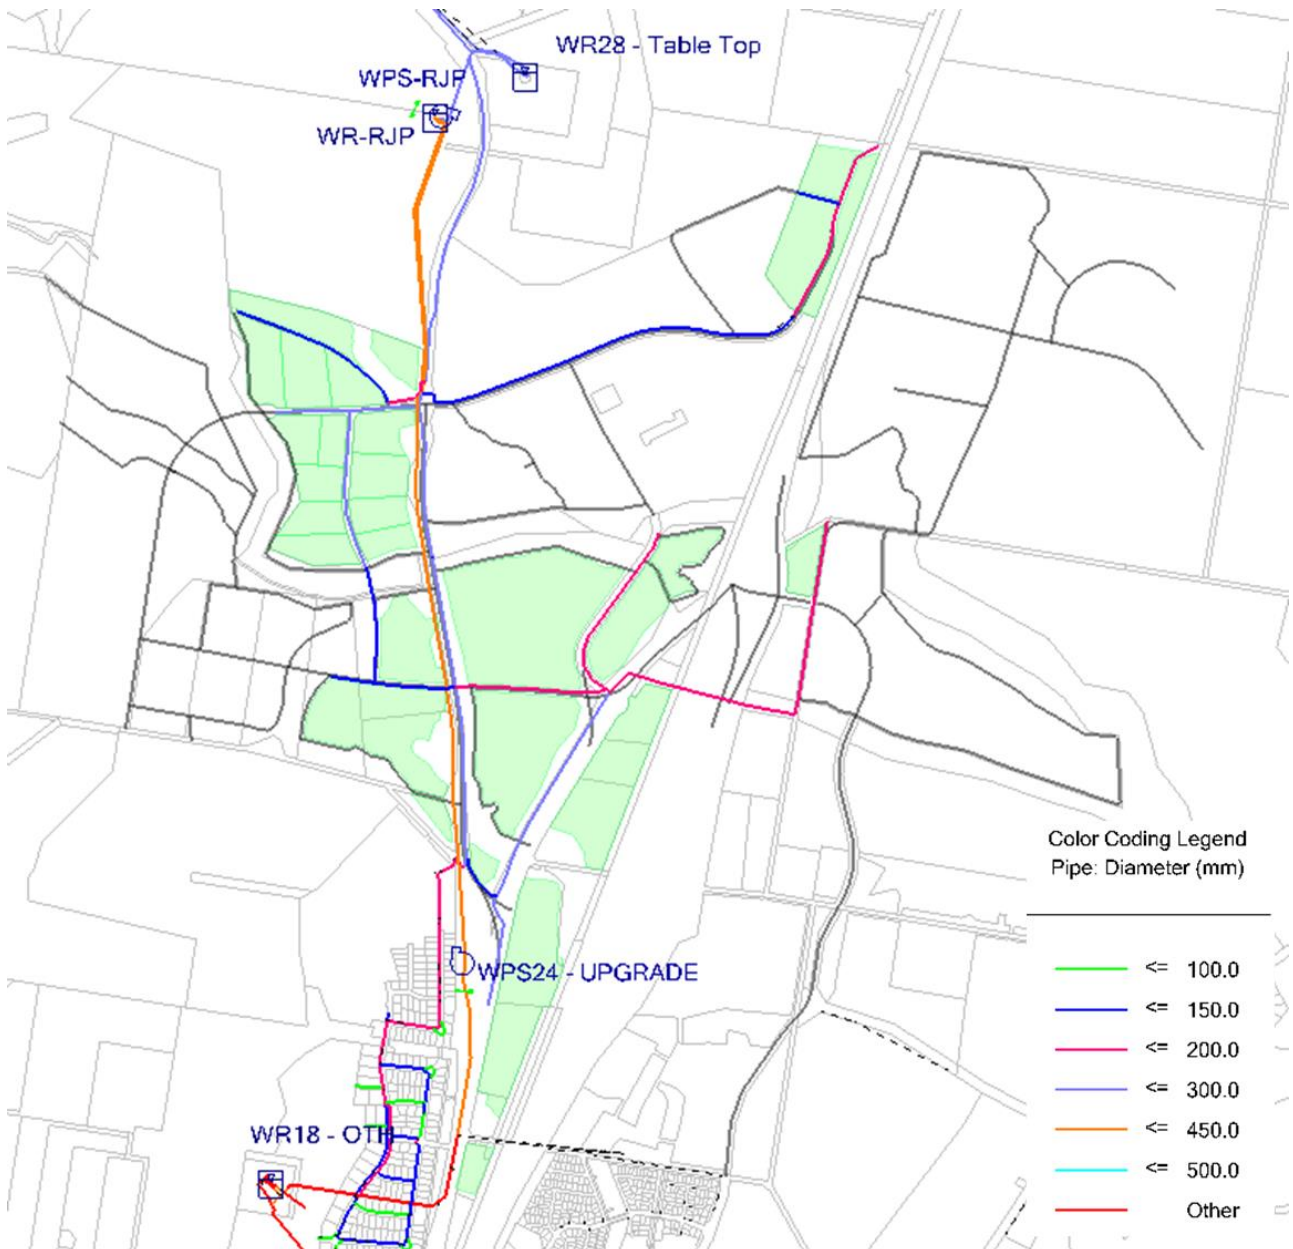 WR28 - Table Top
WPS-RJP
WR-RJP
WPS24 - UPGRADE
WR18 - OTH
Color Coding Legend
Pipe: Diameter (mm)
<= 100.0
<= 150.0
<= 200.0
<= 300.0
<= 450.0
<= 500.0
Other